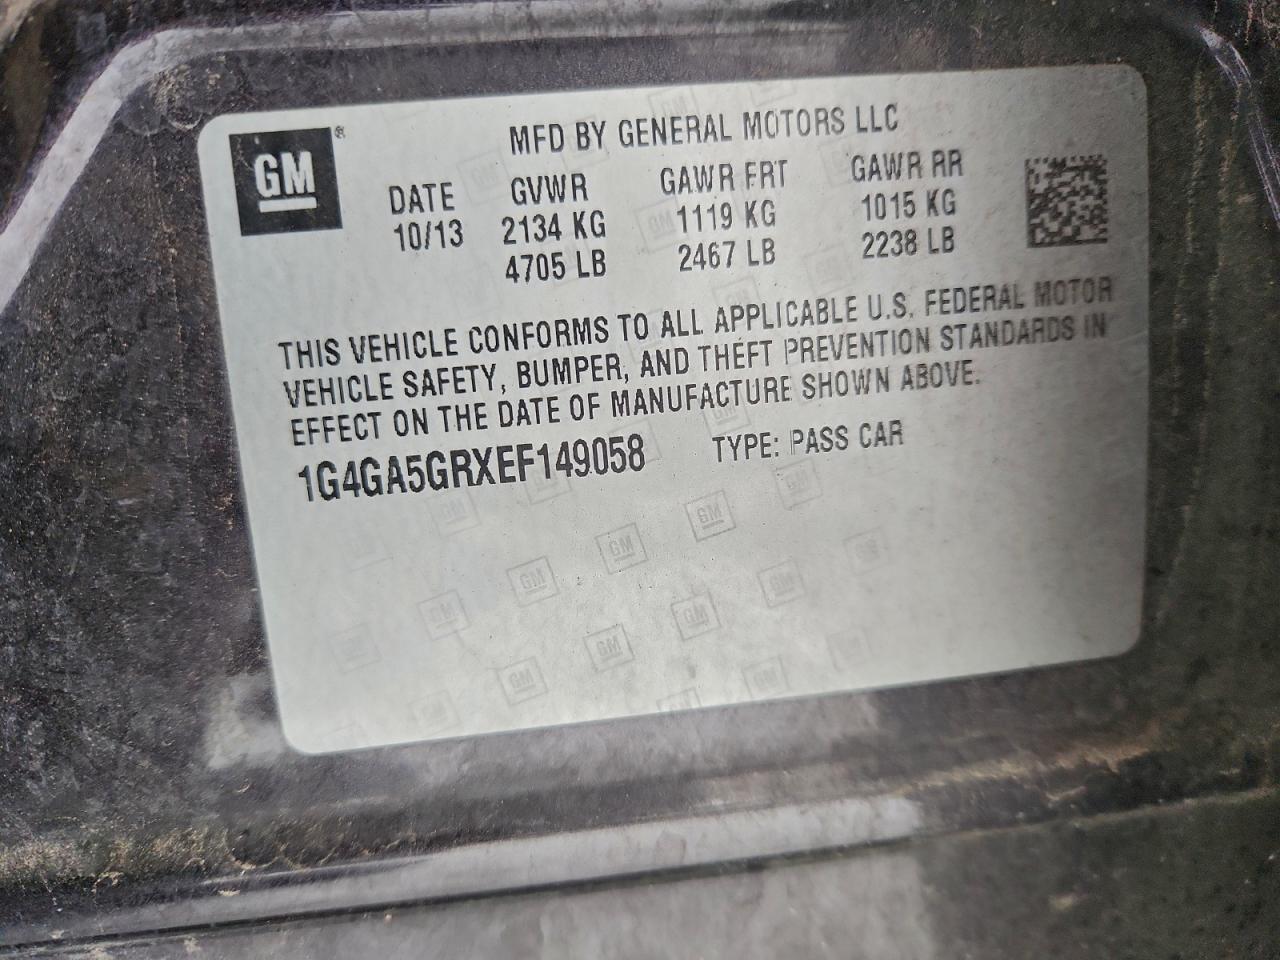 GM ®
MFD BY GENERAL MOTORS LLC
DATE GVWR GAWR FRT GAWR RR
10/13 2134 KG 1119 KG 1015 KG
4705 LB 2467 LB 2238 LB
THIS VEHICLE CONFORMS TO ALL APPLICABLE U.S. FEDERAL MOTOR
VEHICLE SAFETY, BUMPER, AND THEFT PREVENTION STANDARDS IN
EFFECT ON THE DATE OF MANUFACTURE SHOWN ABOVE.
1G4GA5GRXEF149058 TYPE: PASS CAR